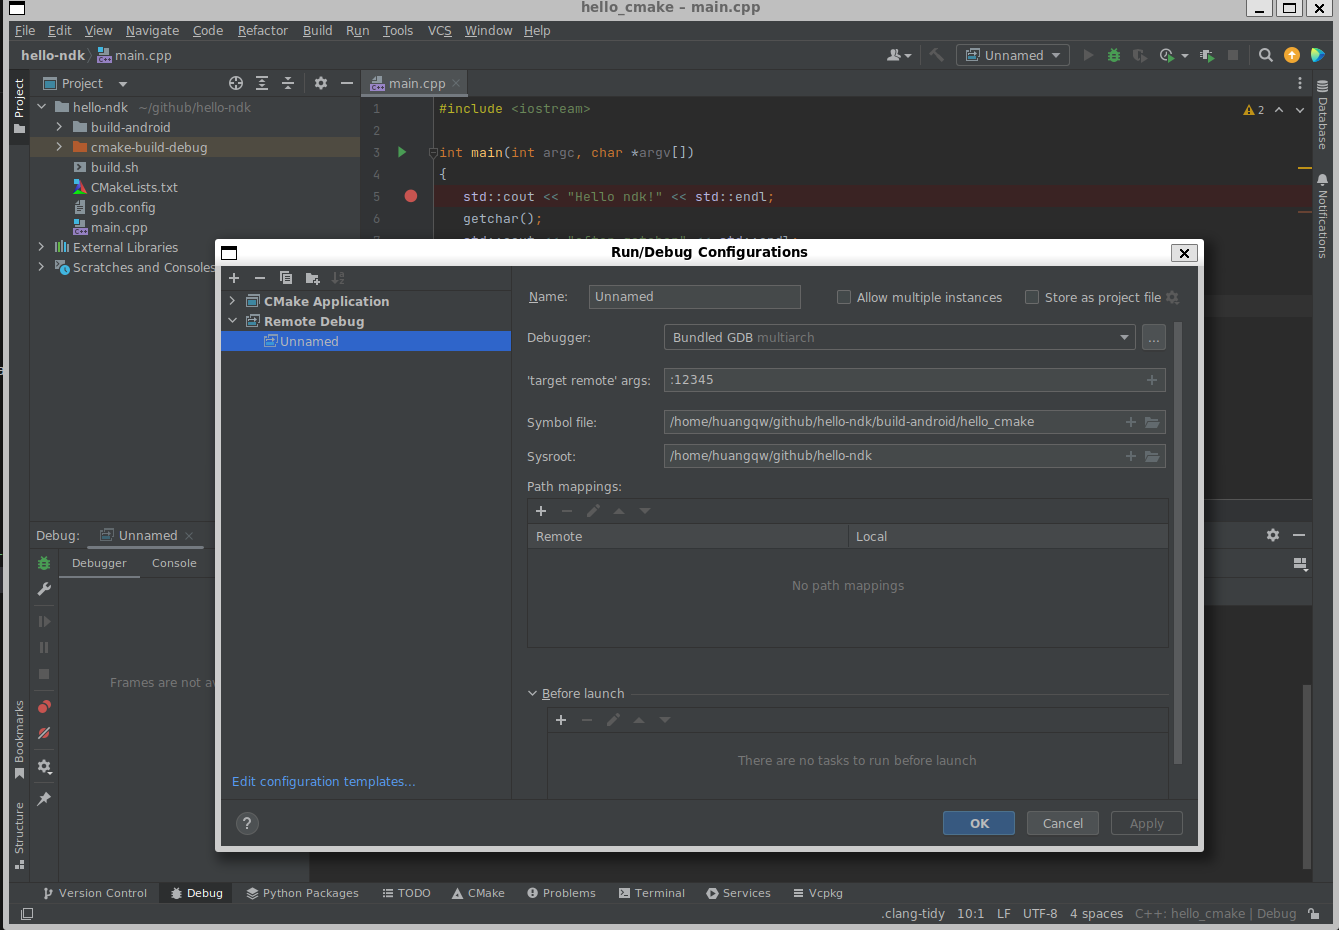 hello_cmake – main.cpp
File Edit View Navigate Code Refactor Build Run Tools VCS Window Help
hello-ndk main.cpp Unnamed
Project
Project
main.cpp
hello-ndk ~/github/hello-ndk
build-android
cmake-build-debug
build.sh
CMakeLists.txt
gdb.config
main.cpp
External Libraries
Scratches and Consoles
1 #include <iostream>
2
3 int main(int argc, char *argv[])
4 {
5 std::cout << "Hello ndk!" << std::endl;
6 getchar();
2
Database
Notifications
Run/Debug Configurations
CMake Application
Remote Debug
Unnamed
Edit configuration templates...
Name: Unnamed Allow multiple instances Store as project file
Debugger: Bundled GDB multiarch ...
'target remote' args: :12345
Symbol file: /home/huangqw/github/hello-ndk/build-android/hello_cmake
Sysroot: /home/huangqw/github/hello-ndk
Path mappings:
Remote Local
No path mappings
Before launch
There are no tasks to run before launch
? OK Cancel Apply
Debug: Unnamed
Debugger Console
Frames are not
Bookmarks
Structure
Version Control Debug Python Packages TODO CMake Problems Terminal Services Vcpkg
.clang-tidy 10:1 LF UTF-8 4 spaces C++: hello_cmake | Debug